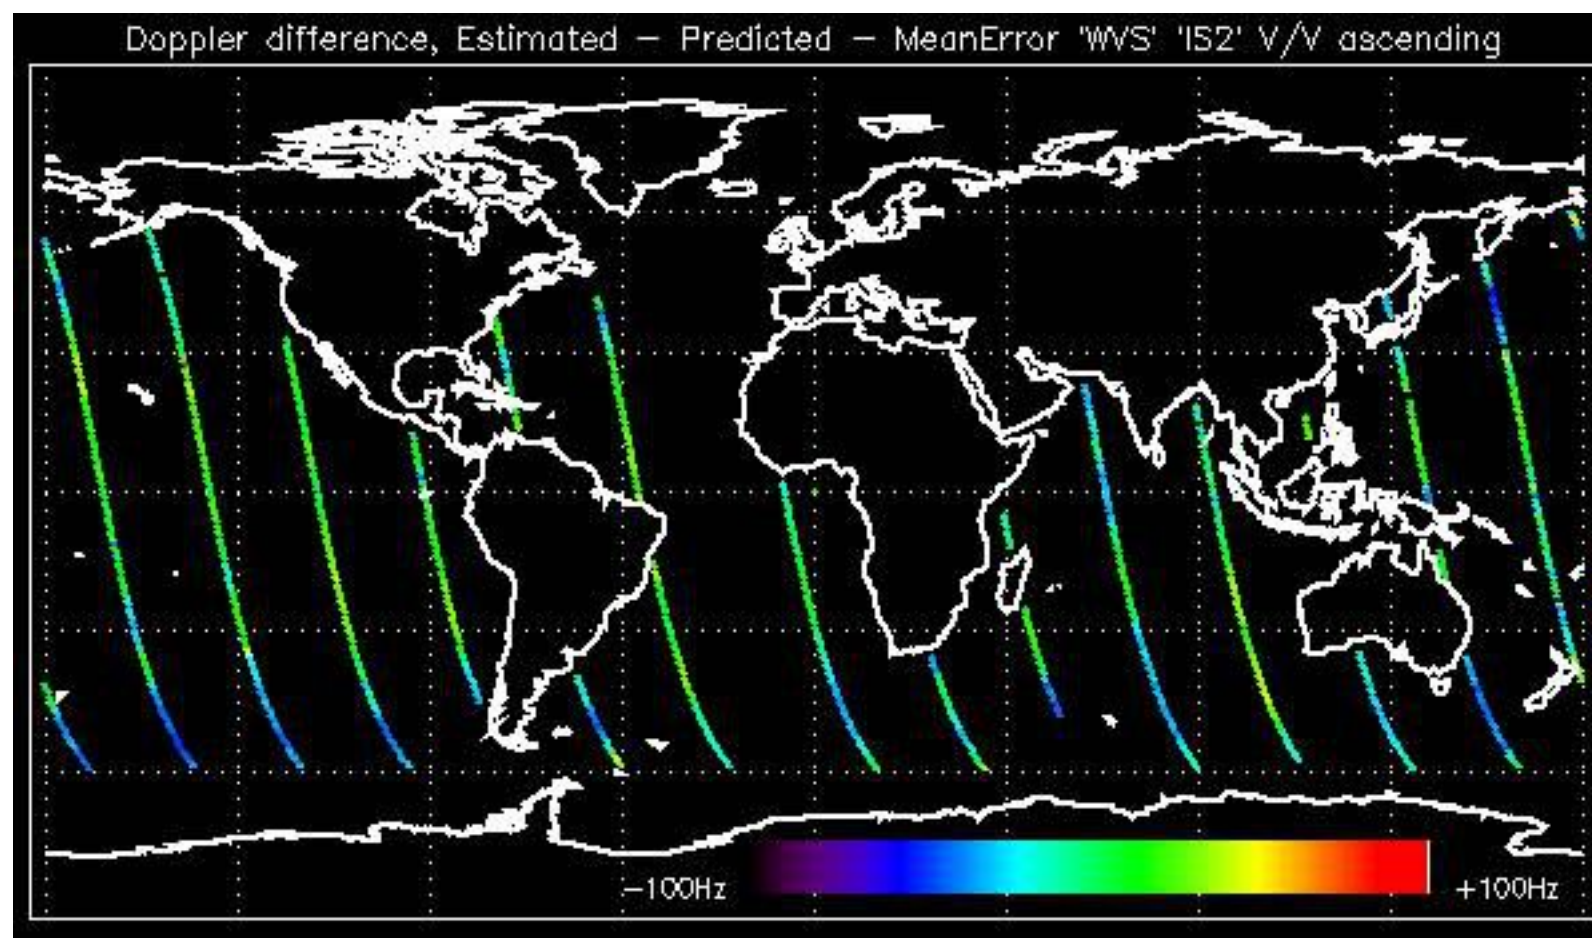 Doppler difference, Estimated − Predicted − MeanError 'WVS' 'IS2' V/V ascending
−100Hz +100Hz